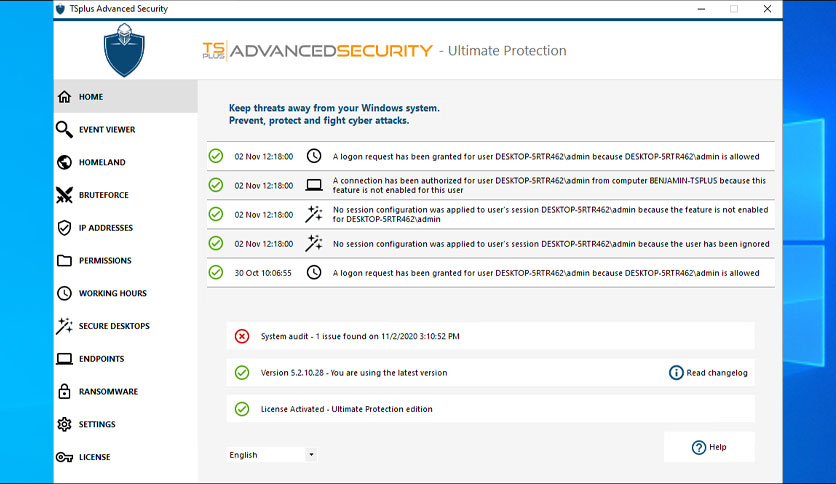 TSplus Advanced Security
TS PLUS ADVANCEDSECURITY - Ultimate Protection
HOME
EVENT VIEWER
HOMELAND
BRUTEFORCE
IP ADDRESSES
PERMISSIONS
WORKING HOURS
SECURE DESKTOPS
ENDPOINTS
RANSOMWARE
SETTINGS
LICENSE
Keep threats away from your Windows system.
Prevent, protect and fight cyber attacks.
02 Nov 12:18:00 A logon request has been granted for user DESKTOP-5RTR462\admin because DESKTOP-5RTR462\admin is allowed
02 Nov 12:18:00 A connection has been authorized for user DESKTOP-5RTR462\admin from computer BENJAMIN-TSPLUS because this
feature is not enabled for this user
02 Nov 12:18:00 No session configuration was applied to user's session DESKTOP-5RTR462\admin because the feature is not enabled
for DESKTOP-5RTR462\admin
02 Nov 12:18:00 No session configuration was applied to user's session DESKTOP-5RTR462\admin because the user has been ignored
30 Oct 10:06:55 A logon request has been granted for user DESKTOP-5RTR462\admin because DESKTOP-5RTR462\admin is allowed
System audit - 1 issue found on 11/2/2020 3:10:52 PM
Version 5.2.10.28 - You are using the latest version
Read changelog
License Activated - Ultimate Protection edition
English
Help